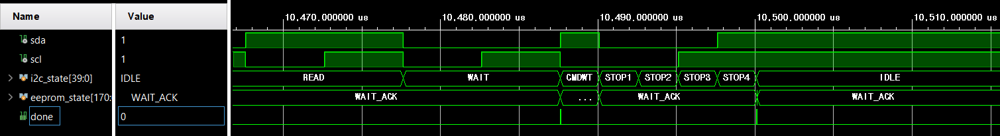 Name Value
10,470.000000 us 10,480.000000 us 10,490.000000 us 10,500.000000 us 10,510.000000 us
sda 1
scl 1
i2c_state[39:0] IDLE READ WAIT CMDWT STOP1 STOP2 STOP3 STOP4 IDLE
eeprom_state[170:0 WAIT_ACK WAIT_ACK ... WAIT_ACK WAIT_ACK
done 0